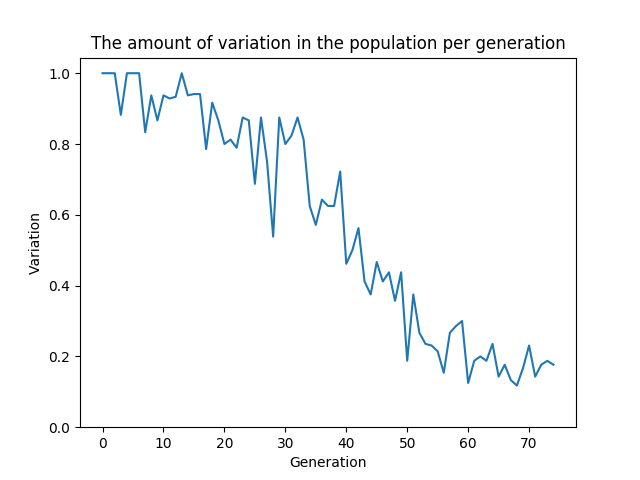 The amount of variation in the population per generation
1.0
0.8
0.6
0.4
0.2
0.0
Variation
0 10 20 30 40 50 60 70
Generation